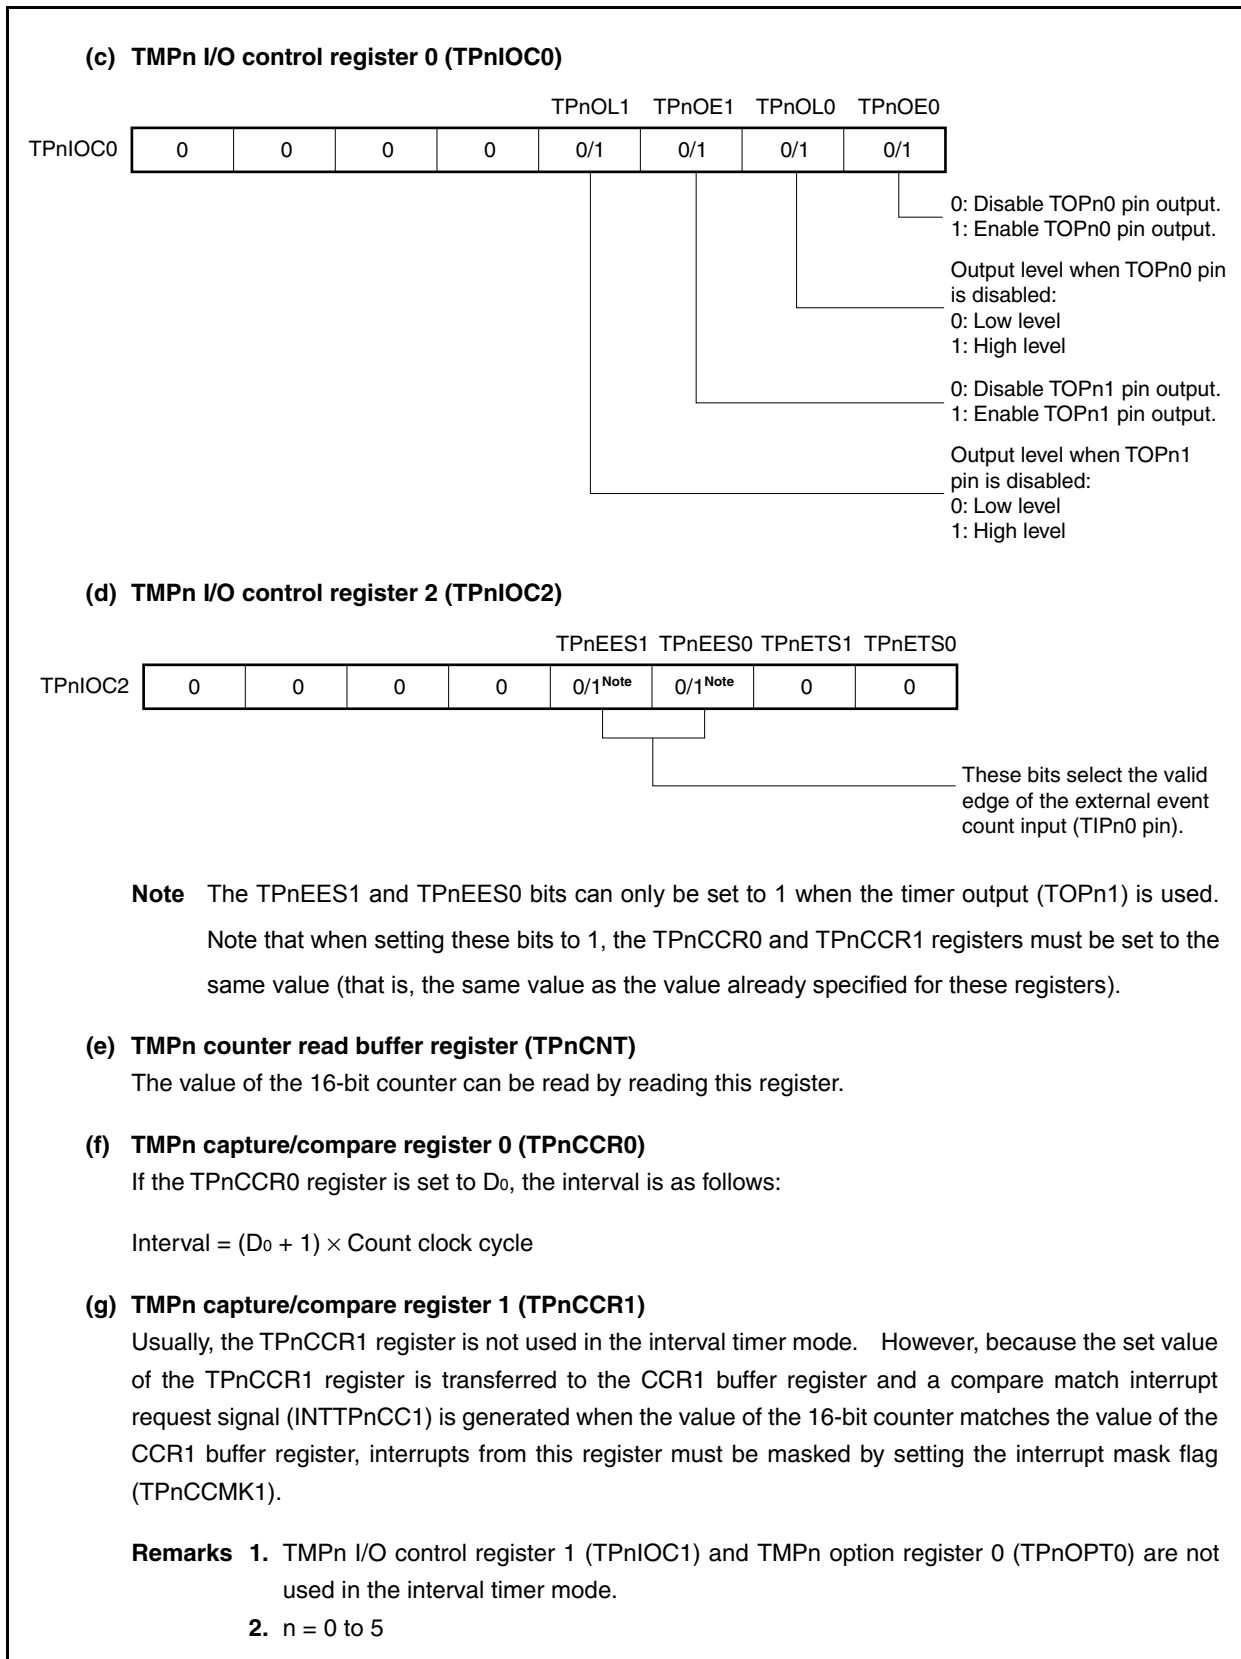 (c) TMPn I/O control register 0 (TPnIOC0)
TPnOL1 TPnOE1 TPnOL0 TPnOE0
TPnIOC0 0 0 0 0 0/1 0/1 0/1 0/1
0: Disable TOPn0 pin output.
1: Enable TOPn0 pin output.
Output level when TOPn0 pin
is disabled:
0: Low level
1: High level
0: Disable TOPn1 pin output.
1: Enable TOPn1 pin output.
Output level when TOPn1
pin is disabled:
0: Low level
1: High level
(d) TMPn I/O control register 2 (TPnIOC2)
TPnEES1 TPnEES0 TPnETS1 TPnETS0
TPnIOC2 0 0 0 0 0/1Note 0/1Note 0 0
These bits select the valid
edge of the external event
count input (TIPn0 pin).
Note The TPnEES1 and TPnEES0 bits can only be set to 1 when the timer output (TOPn1) is used.
Note that when setting these bits to 1, the TPnCCR0 and TPnCCR1 registers must be set to the
same value (that is, the same value as the value already specified for these registers).
(e) TMPn counter read buffer register (TPnCNT)
The value of the 16-bit counter can be read by reading this register.
(f) TMPn capture/compare register 0 (TPnCCR0)
If the TPnCCR0 register is set to D0, the interval is as follows:
Interval = (D0 + 1) × Count clock cycle
(g) TMPn capture/compare register 1 (TPnCCR1)
Usually, the TPnCCR1 register is not used in the interval timer mode. However, because the set value
of the TPnCCR1 register is transferred to the CCR1 buffer register and a compare match interrupt
request signal (INTTPnCC1) is generated when the value of the 16-bit counter matches the value of the
CCR1 buffer register, interrupts from this register must be masked by setting the interrupt mask flag
(TPnCCMK1).
Remarks 1. TMPn I/O control register 1 (TPnIOC1) and TMPn option register 0 (TPnOPT0) are not
used in the interval timer mode.
2. n = 0 to 5